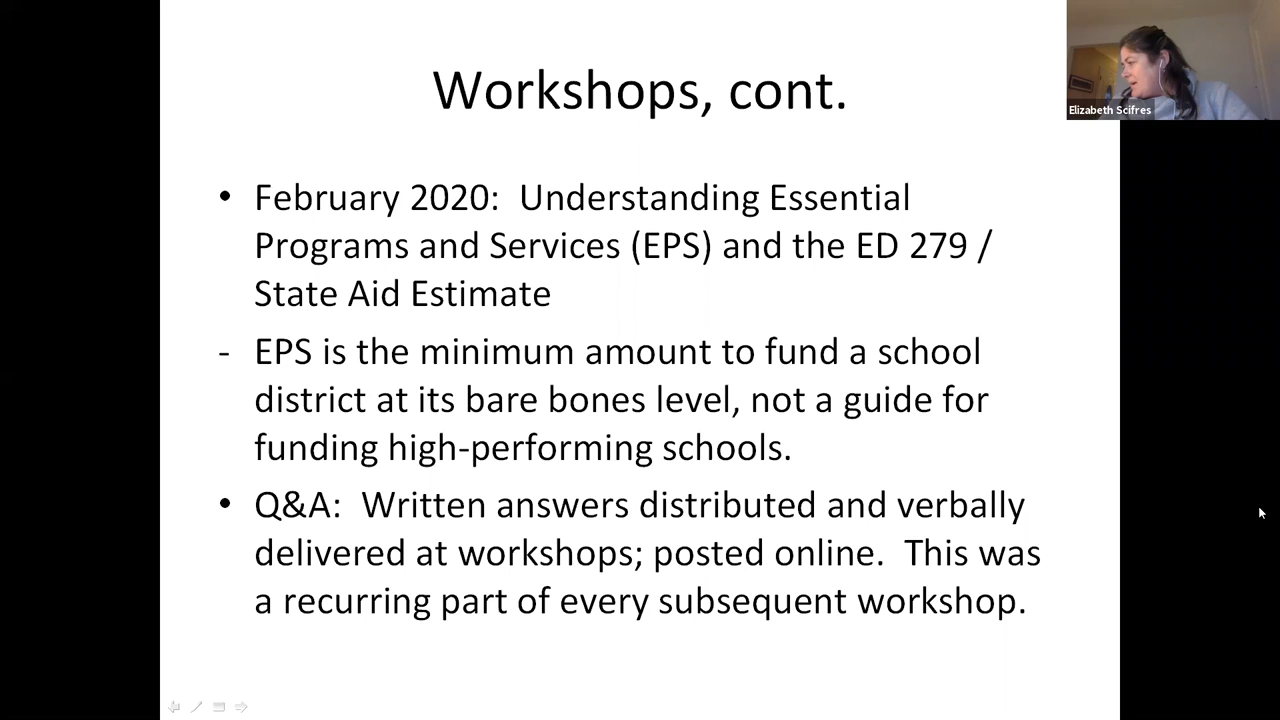 Workshops, cont.
Elizabeth Scifres
• February 2020:  Understanding Essential
Programs and Services (EPS) and the ED 279 /
State Aid Estimate
- EPS is the minimum amount to fund a school
district at its bare bones level, not a guide for
funding high-performing schools.
• Q&A:  Written answers distributed and verbally
delivered at workshops; posted online.  This was
a recurring part of every subsequent workshop.